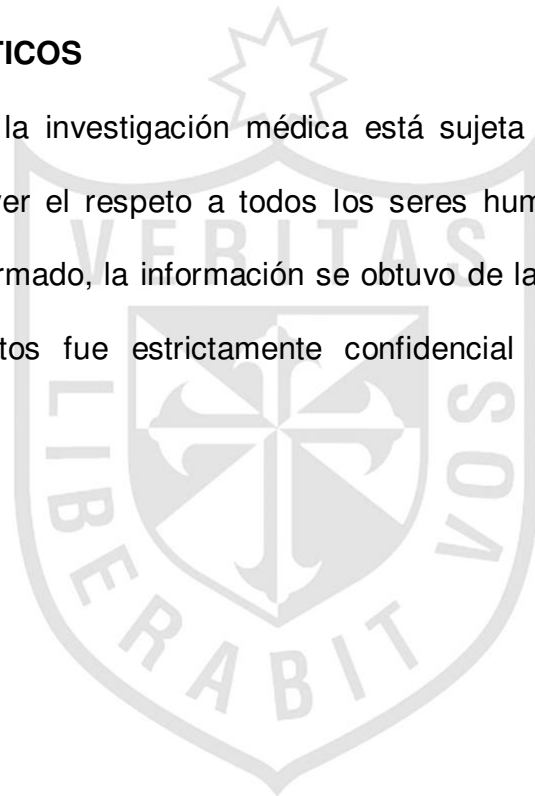 TICOS
la investigación médica está sujeta
ver el respeto a todos los seres hum
rmado, la información se obtuvo de la
tos fue estrictamente confidencial
VERITAS
LIBERABIT
VOS